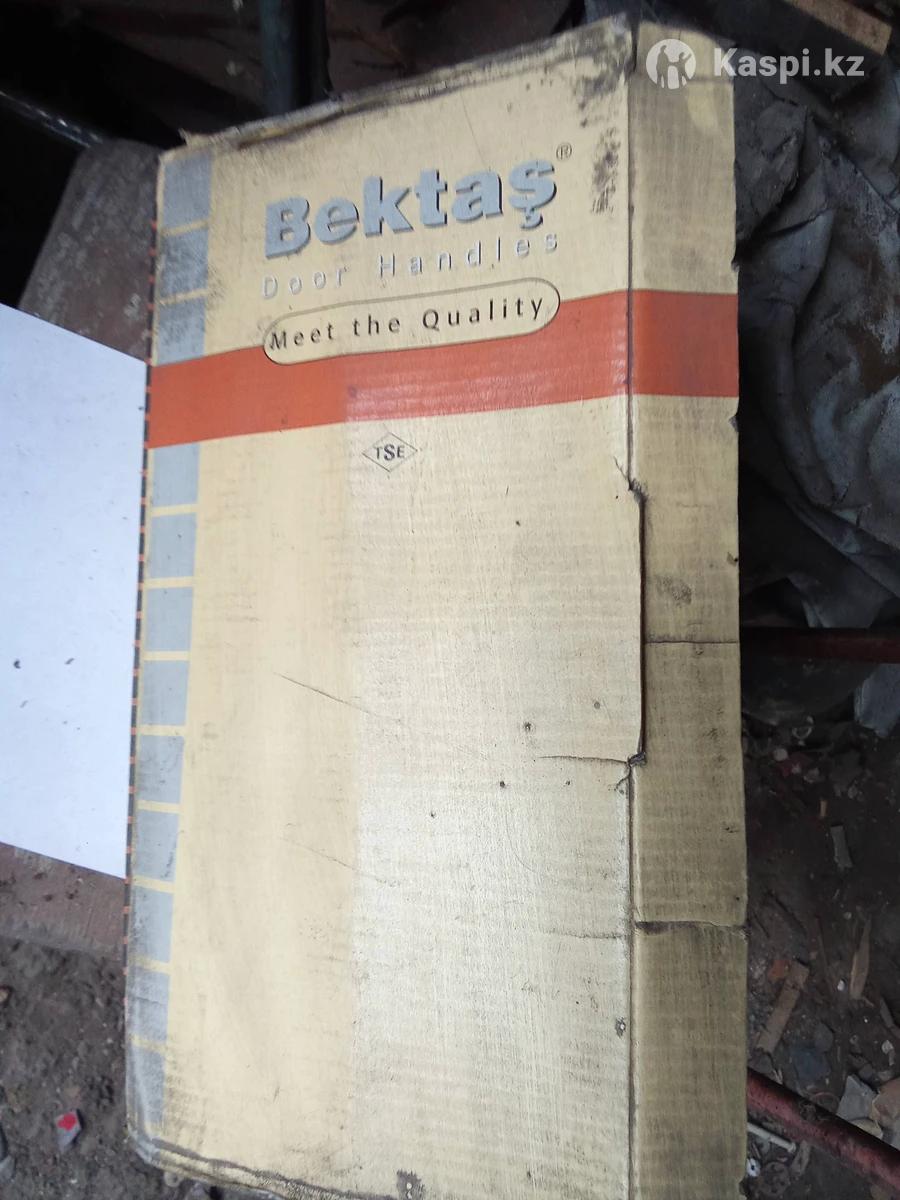 Kaspi.kz
Bektaş®
Door Handles
Meet the Quality
TSE